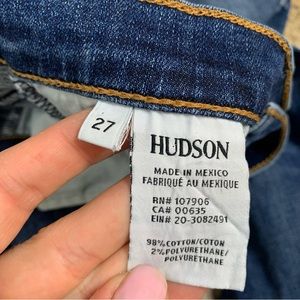 27
HUDSON
MADE IN MEXICO
FABRIQUÉ AU MEXIQUE
RN# 107906
CA# 00635
EIN# 20-3082491
98% COTTON/COTON
2% POLYURETHANE/
POLYURETHANE